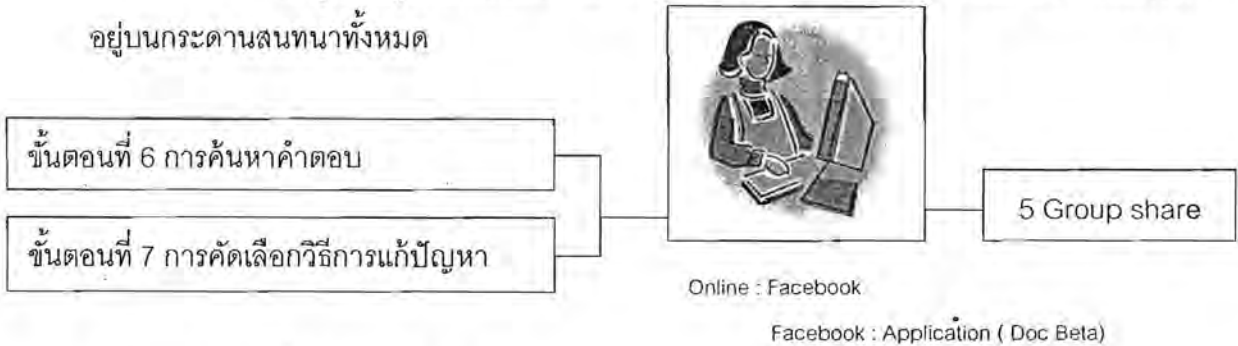 อยู่บนกระดานสนทนาทั้งหมด
ขั้นตอนที่ 6 การค้นหาคำตอบ
ขั้นตอนที่ 7 การคัดเลือกวิธีการแก้ปัญหา
5 Group share
Online : Facebook
Facebook : Application ( Doc Beta)